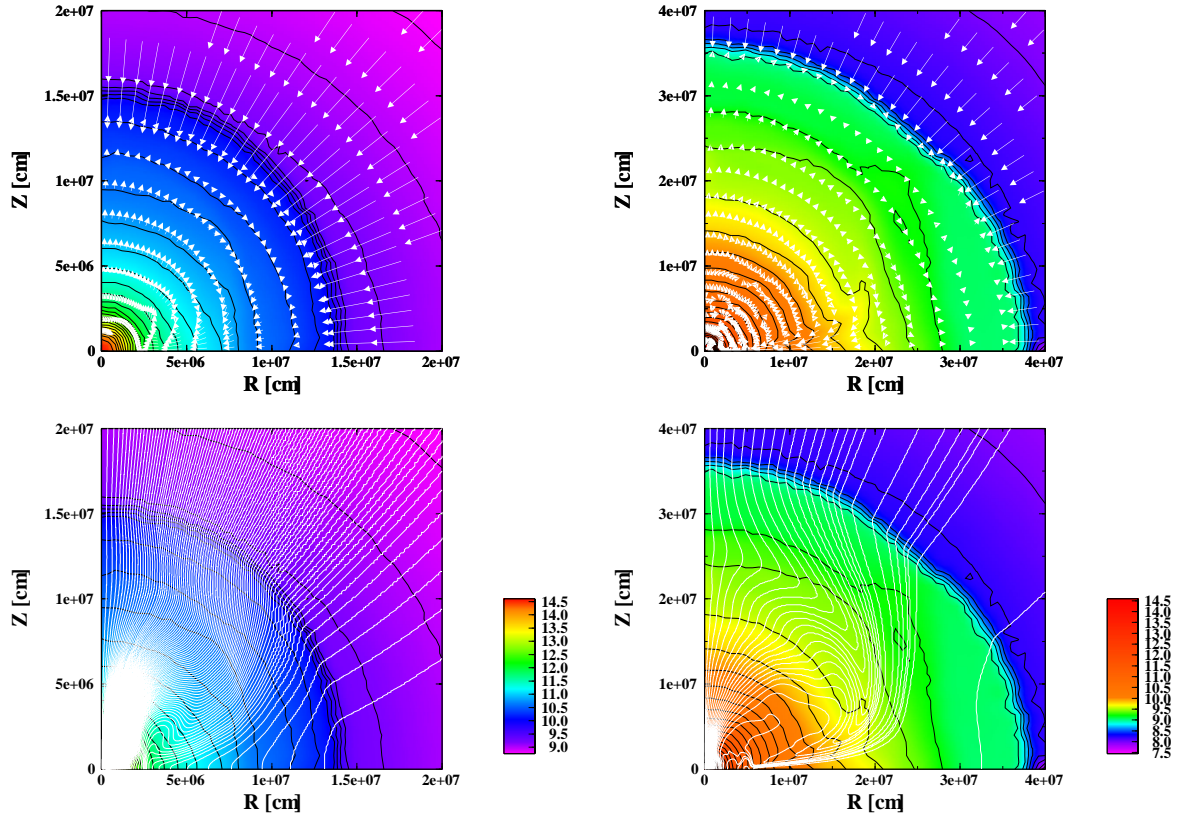 2e+07
1.5e+07
1e+07
5e+06
0
Z [cm]
0
5e+06
1e+07
1.5e+07
2e+07
R [cm]
4e+07
3e+07
2e+07
1e+07
0
Z [cm]
0
1e+07
2e+07
3e+07
4e+07
R [cm]
2e+07
1.5e+07
1e+07
5e+06
0
Z [cm]
0
5e+06
1e+07
1.5e+07
2e+07
R [cm]
14.5
14.0
13.5
13.0
12.5
12.0
11.5
11.0
10.5
10.0
9.5
9.0
4e+07
3e+07
2e+07
1e+07
0
Z [cm]
0
1e+07
2e+07
3e+07
4e+07
R [cm]
14.5
14.0
13.5
13.0
12.5
12.0
11.5
11.0
10.5
10.0
9.5
9.0
8.5
8.0
7.5